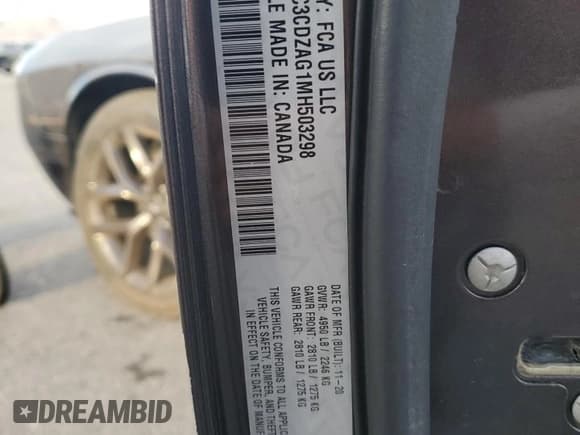 Y: FCA US LLC
C3CDZAG1MH503298
LE MADE IN: CANADA
DATE OF MFR (BUILT): 11-20
GVWR: 4950 LB / 2246 KG
GAWR FRONT: 2810 LB / 1275 KG
GAWR REAR: 2810 LB / 1275 KG
THIS VEHICLE CONFORMS TO ALL APPLIC
VEHICLE SAFETY, BUMPER, AND THEFT
IN EFFECT ON THE DATE OF MANUF
DREAMBID